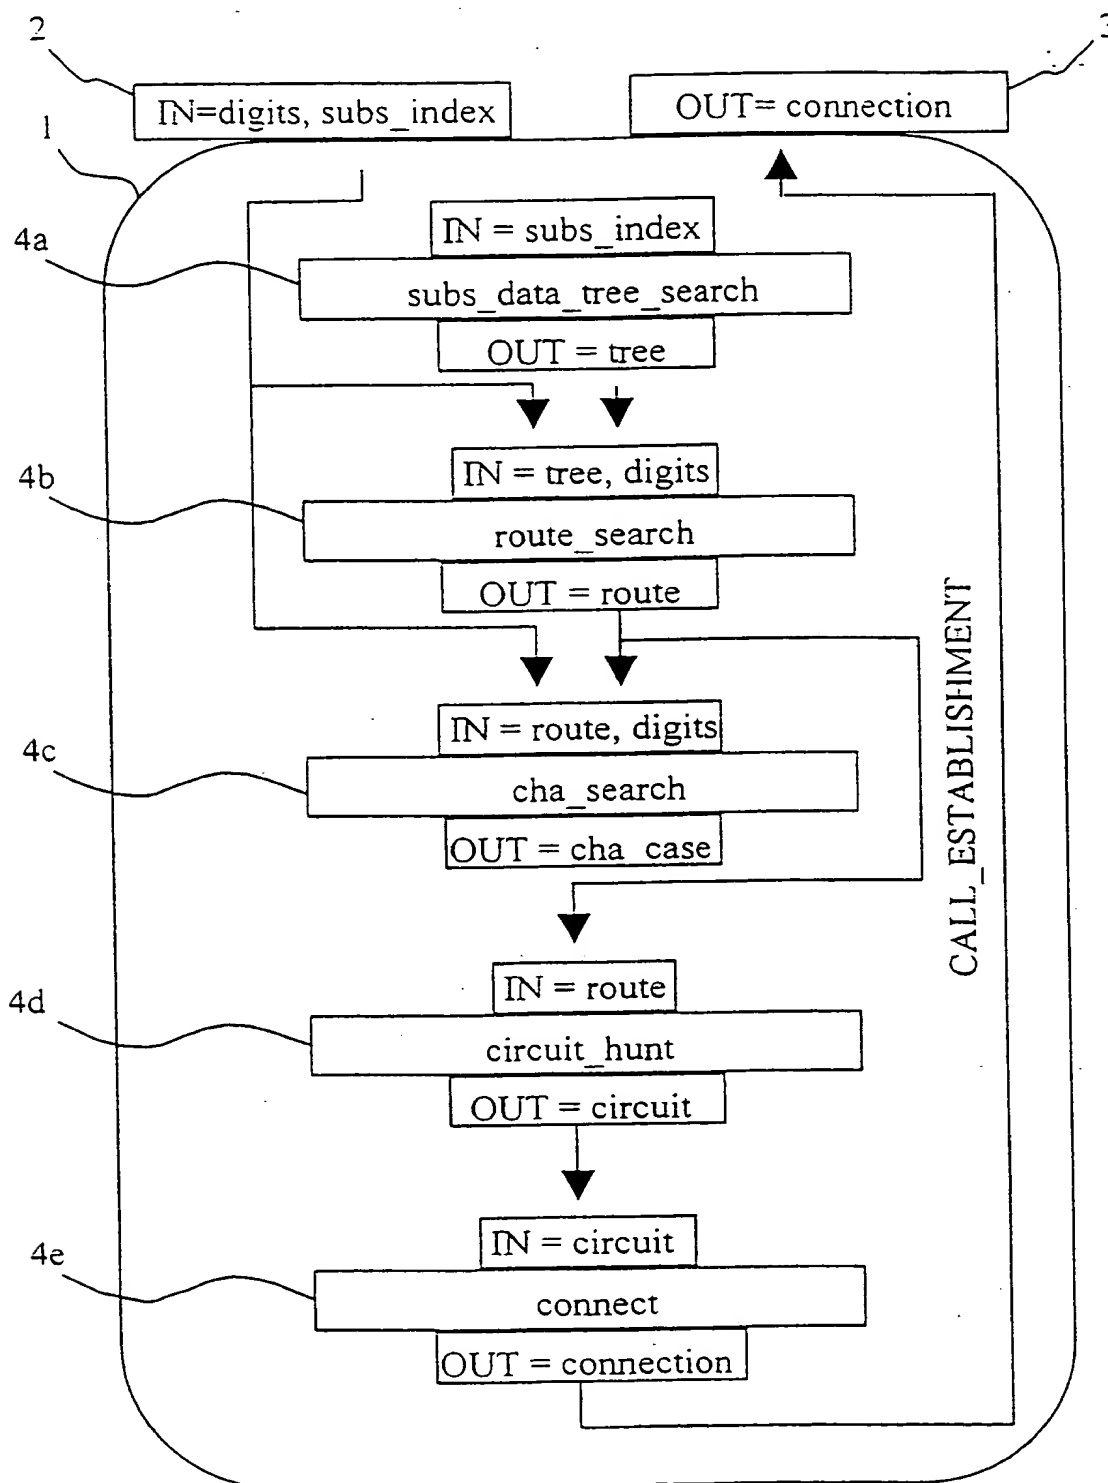 2
3
IN=digits, subs_index
OUT= connection
1
IN = subs_index
4a
subs_data_tree_search
OUT = tree
IN = tree, digits
4b
route_search
OUT = route
CALL_ESTABLISHMENT
IN = route, digits
4c
cha_search
OUT = cha_case
IN = route
4d
circuit_hunt
OUT = circuit
IN = circuit
4e
connect
OUT = connection